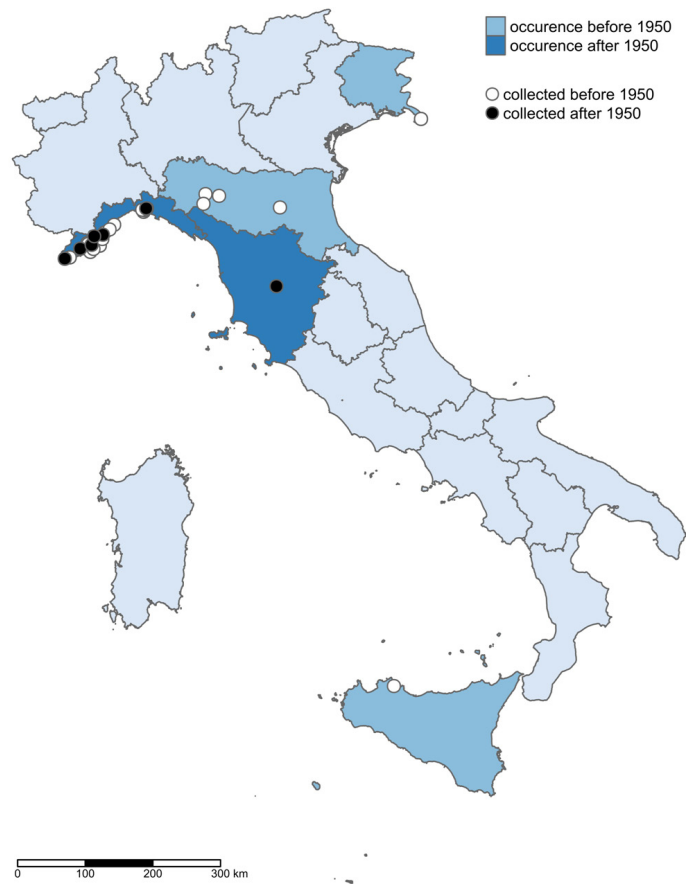 occurence before 1950
occurence after 1950
collected before 1950
collected after 1950
0 100 200 300 km